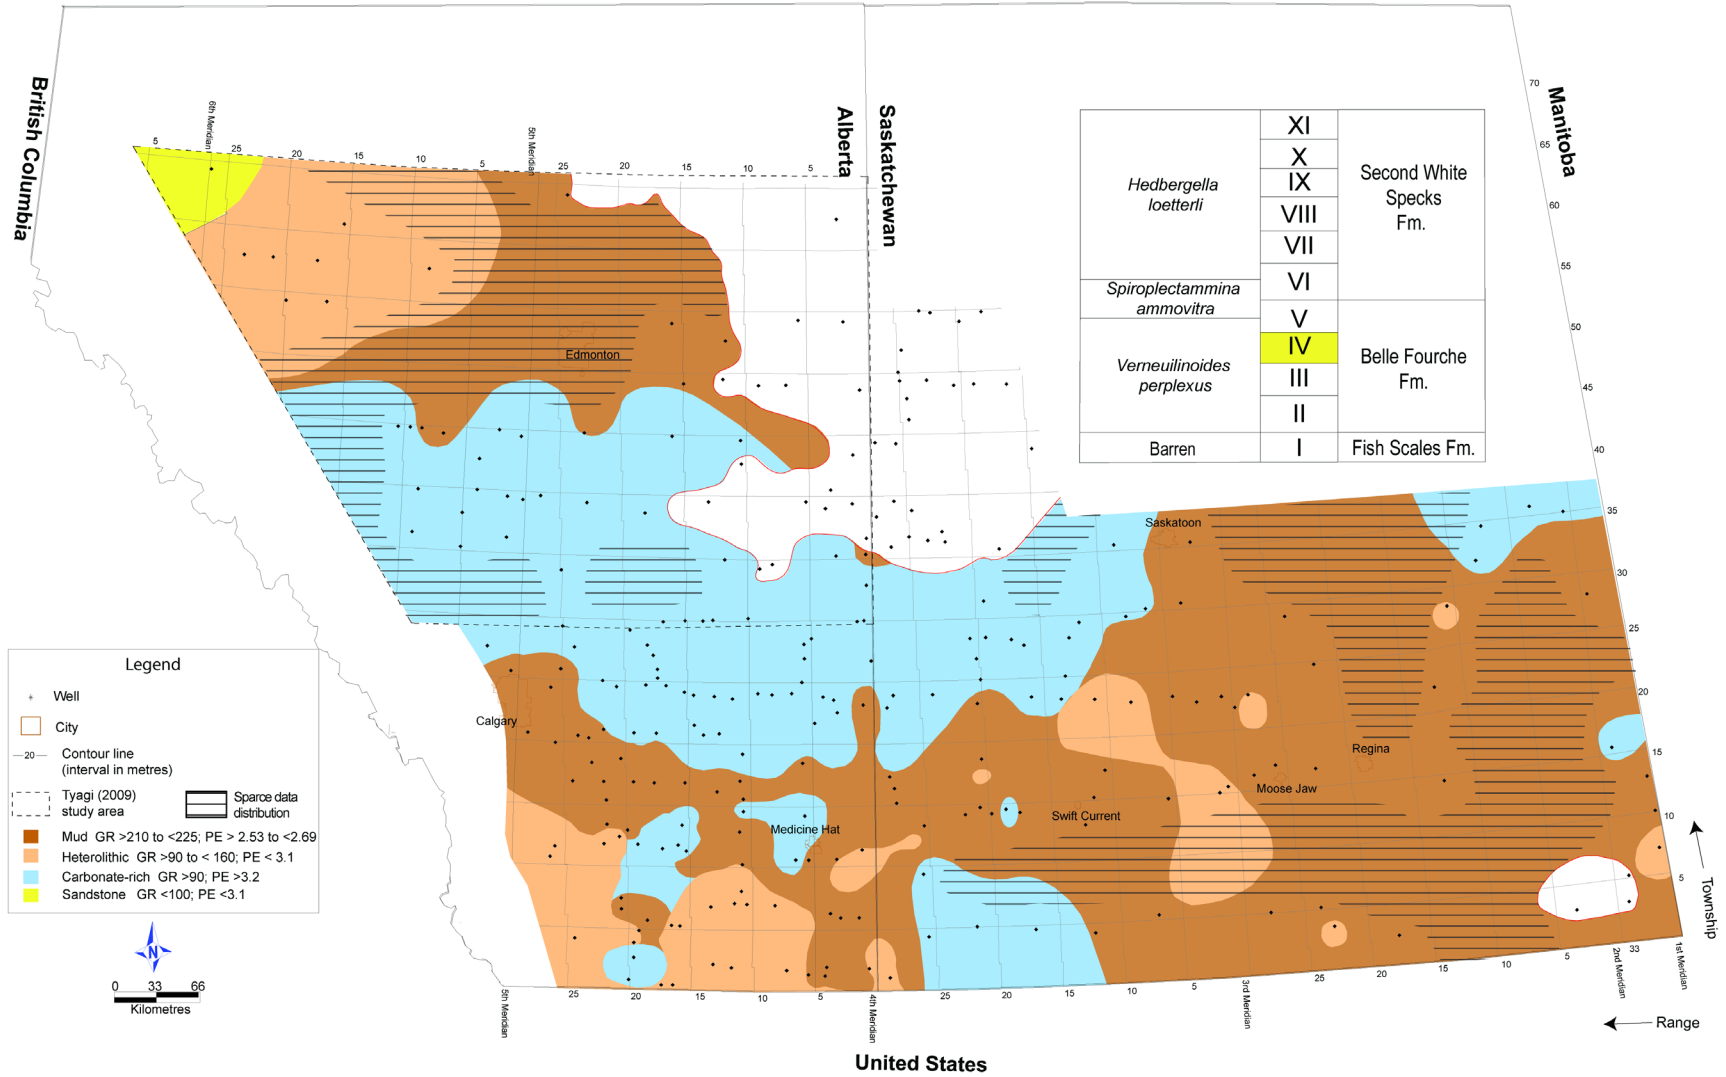 British Columbia
Alberta
Saskatchewan
Manitoba
United States
5
6th Meridian
25
20
15
10
5
5th Meridian
25
20
15
10
5
70
65
60
55
50
45
40
35
30
25
20
15
10
5
Hedbergella
loetterli
Spiroplectammina
ammovitra
Verneuilinoides
perplexus
Barren
XI
X
IX
VIII
VII
VI
V
IV
III
II
I
Second White
Specks
Fm.
Belle Fourche
Fm.
Fish Scales Fm.
Edmonton
Saskatoon
Calgary
Regina
Moose Jaw
Swift Current
Medicine Hat
Legend
Well
City
20
Contour line
(interval in metres)
Tyagi (2009)
study area
Sparce data
distribution
Mud GR >210 to <225; PE > 2.53 to <2.69
Heterolithic GR >90 to < 160; PE < 3.1
Carbonate-rich GR >90; PE >3.2
Sandstone GR <100; PE <3.1
N
0 33 66
Kilometres
5th Meridian
25
20
15
10
5
4th Meridian
25
20
15
10
5
3rd Meridian
25
20
15
10
5
2nd Meridian
33
1st Meridian
Township
Range